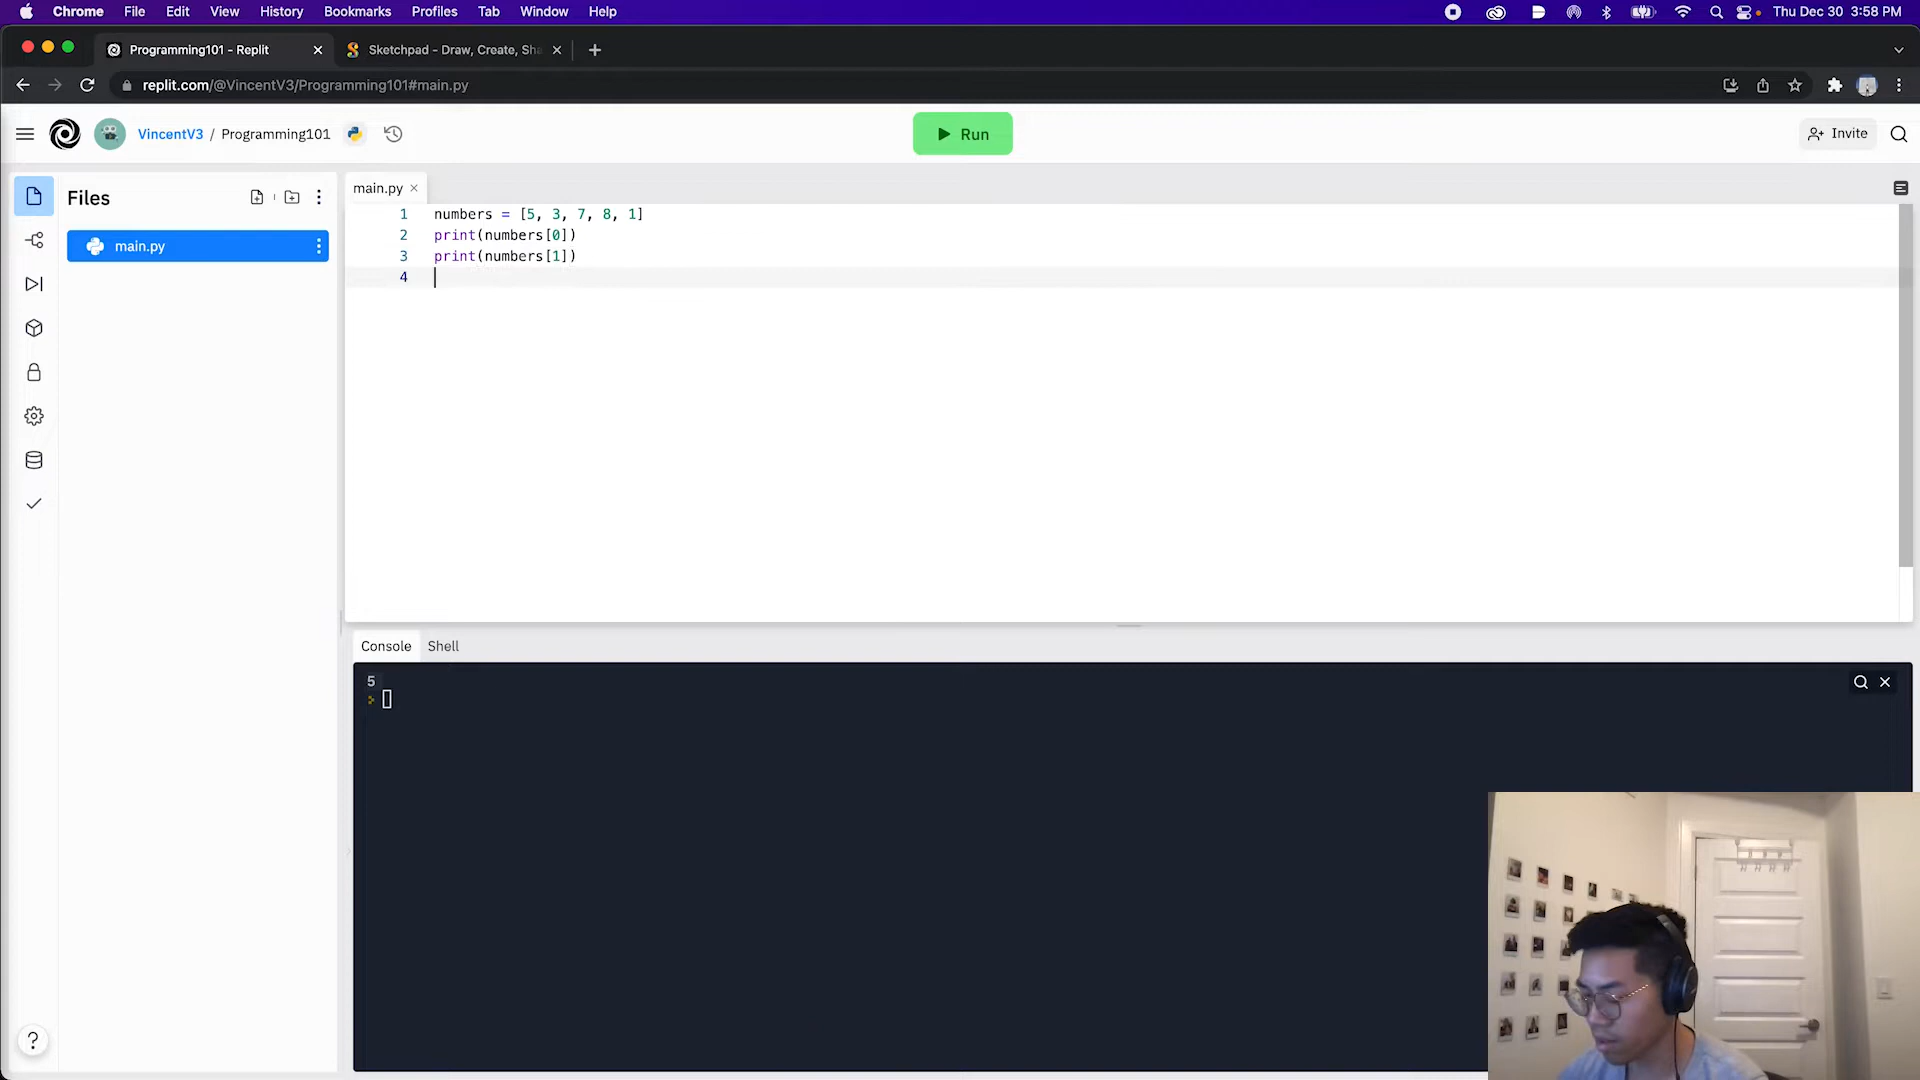 Chrome File Edit View History Bookmarks Profiles Tab Window Help Thu Dec 30 3:58 PM
Programming101 - Replit Sketchpad - Draw, Create, Sh
replit.com/@VincentV3/Programming101#main.py
VincentV3 / Programming101 Run Invite
Files
main.py
main.py
1 numbers = [5, 3, 7, 8, 1]
2 print(numbers[0])
3 print(numbers[1])
4
Console Shell
5
?